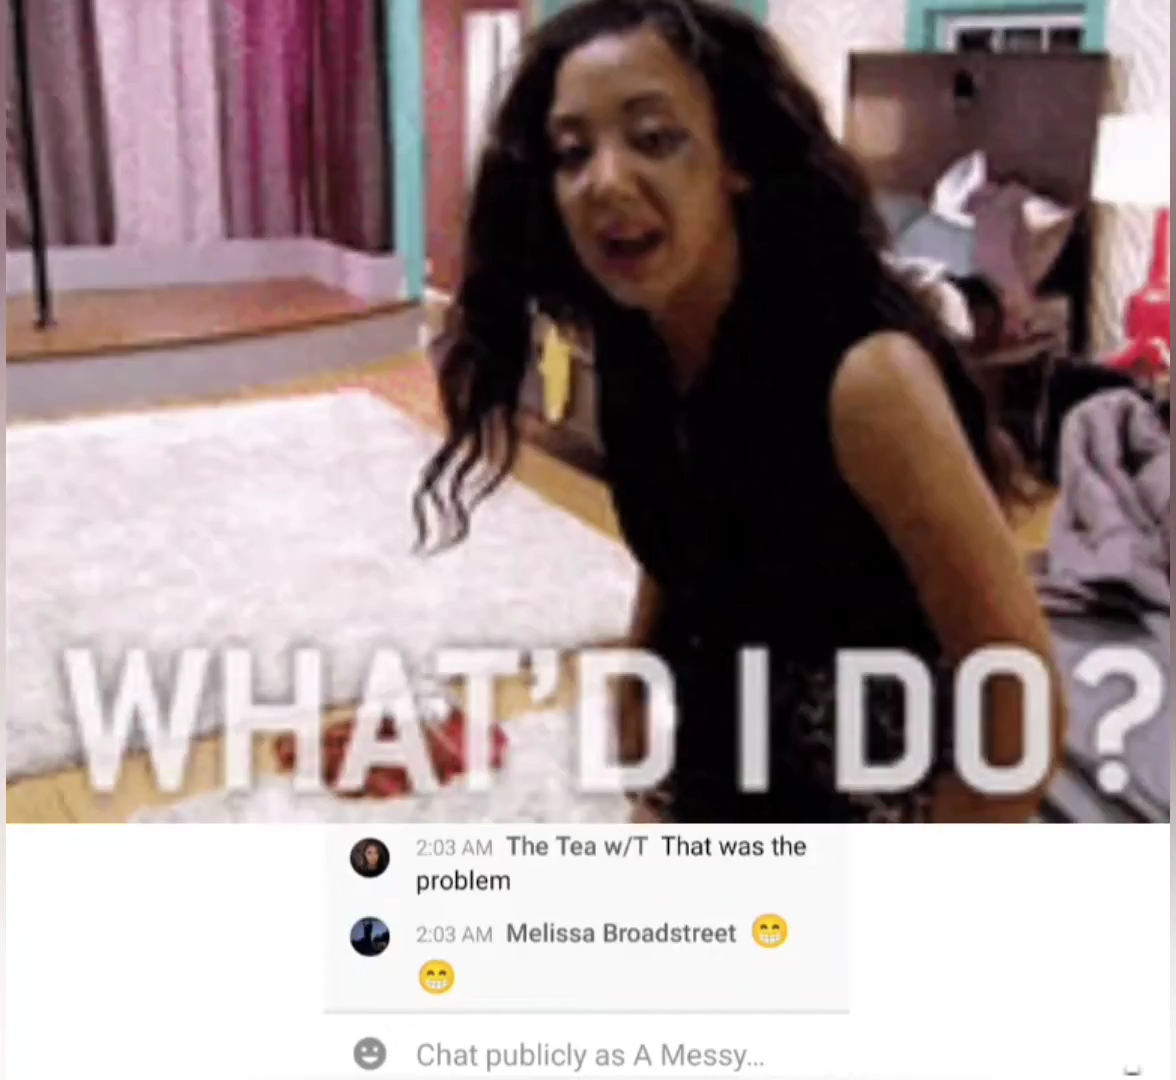 WHAT'D I DO?
2:03 AM The Tea w/T That was the
problem
2:03 AM Melissa Broadstreet 😁
😁
Chat publicly as A Messy...